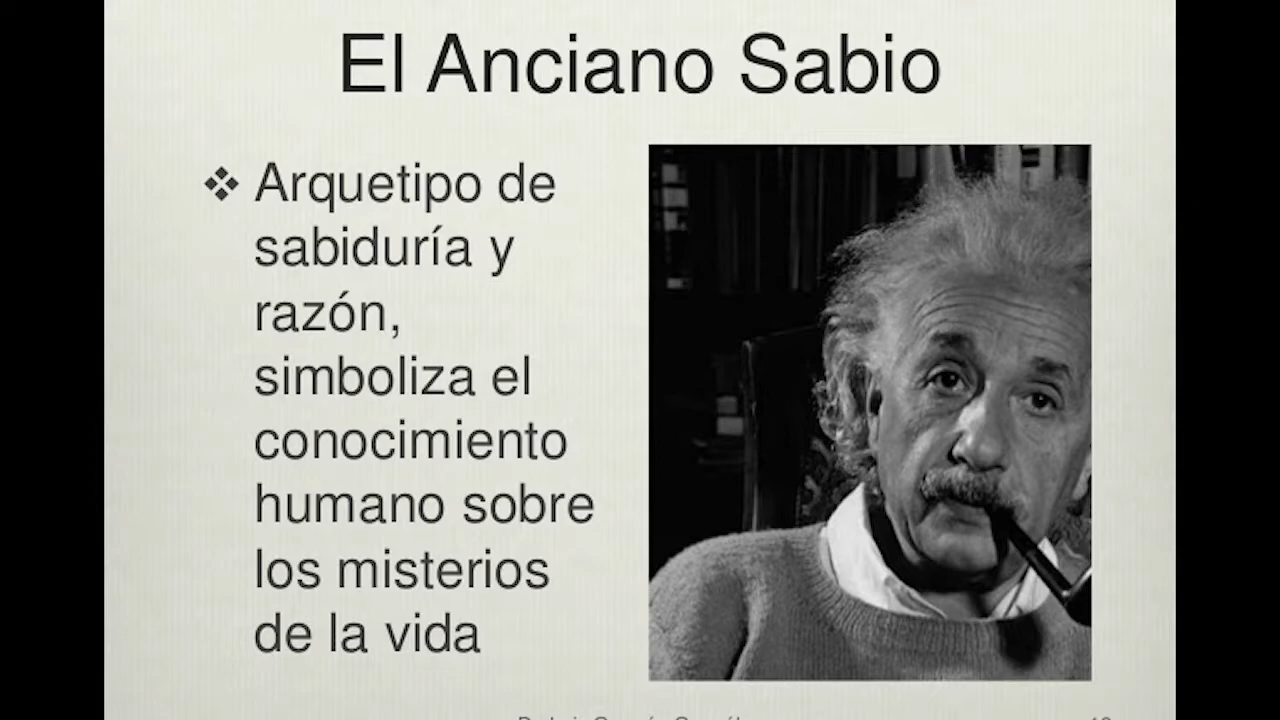 El Anciano Sabio
Arquetipo de
sabiduría y
razón,
simboliza el
conocimiento
humano sobre
los misterios
de la vida